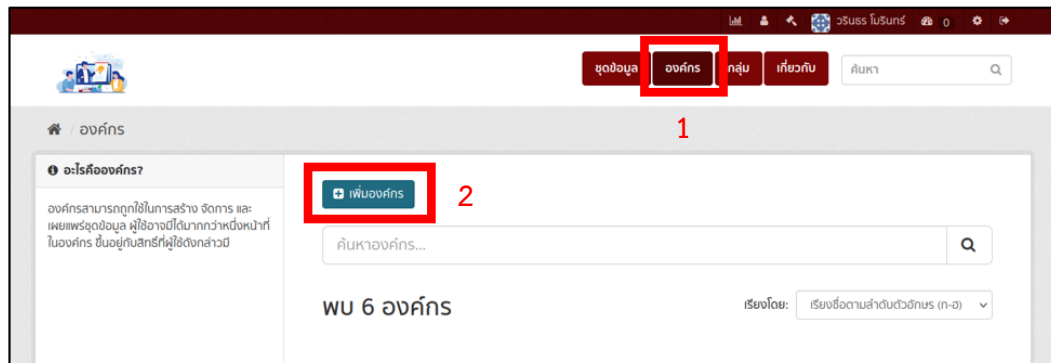 วรินธร โมรินทร์ 0
ชุดข้อมูล องค์กร กลุ่ม เกี่ยวกับ ค้นหา
1
/ องค์กร
อะไรคือองค์กร?
องค์กรสามารถถูกใช้ในการสร้าง จัดการ และ
เผยแพร่ชุดข้อมูล ผู้ใช้อาจมีได้มากกว่าหนึ่งหน้าที่
ในองค์กร ขึ้นอยู่กับสิทธิ์ที่ผู้ใช้ดังกล่าวมี
เพิ่มองค์กร 2
ค้นหาองค์กร...
พบ 6 องค์กร
เรียงโดย: เรียงชื่อตามลำดับตัวอักษร (ก-ฮ)